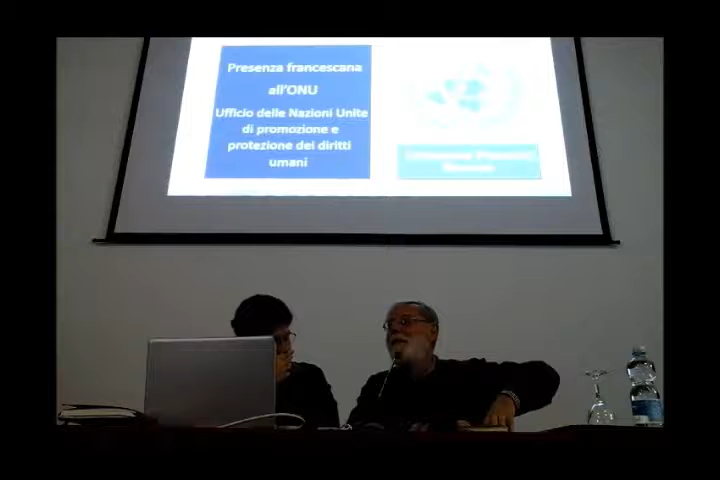 Presenza francescana
all'ONU
Ufficio delle Nazioni Unite
di promozione e
protezione dei diritti
umani